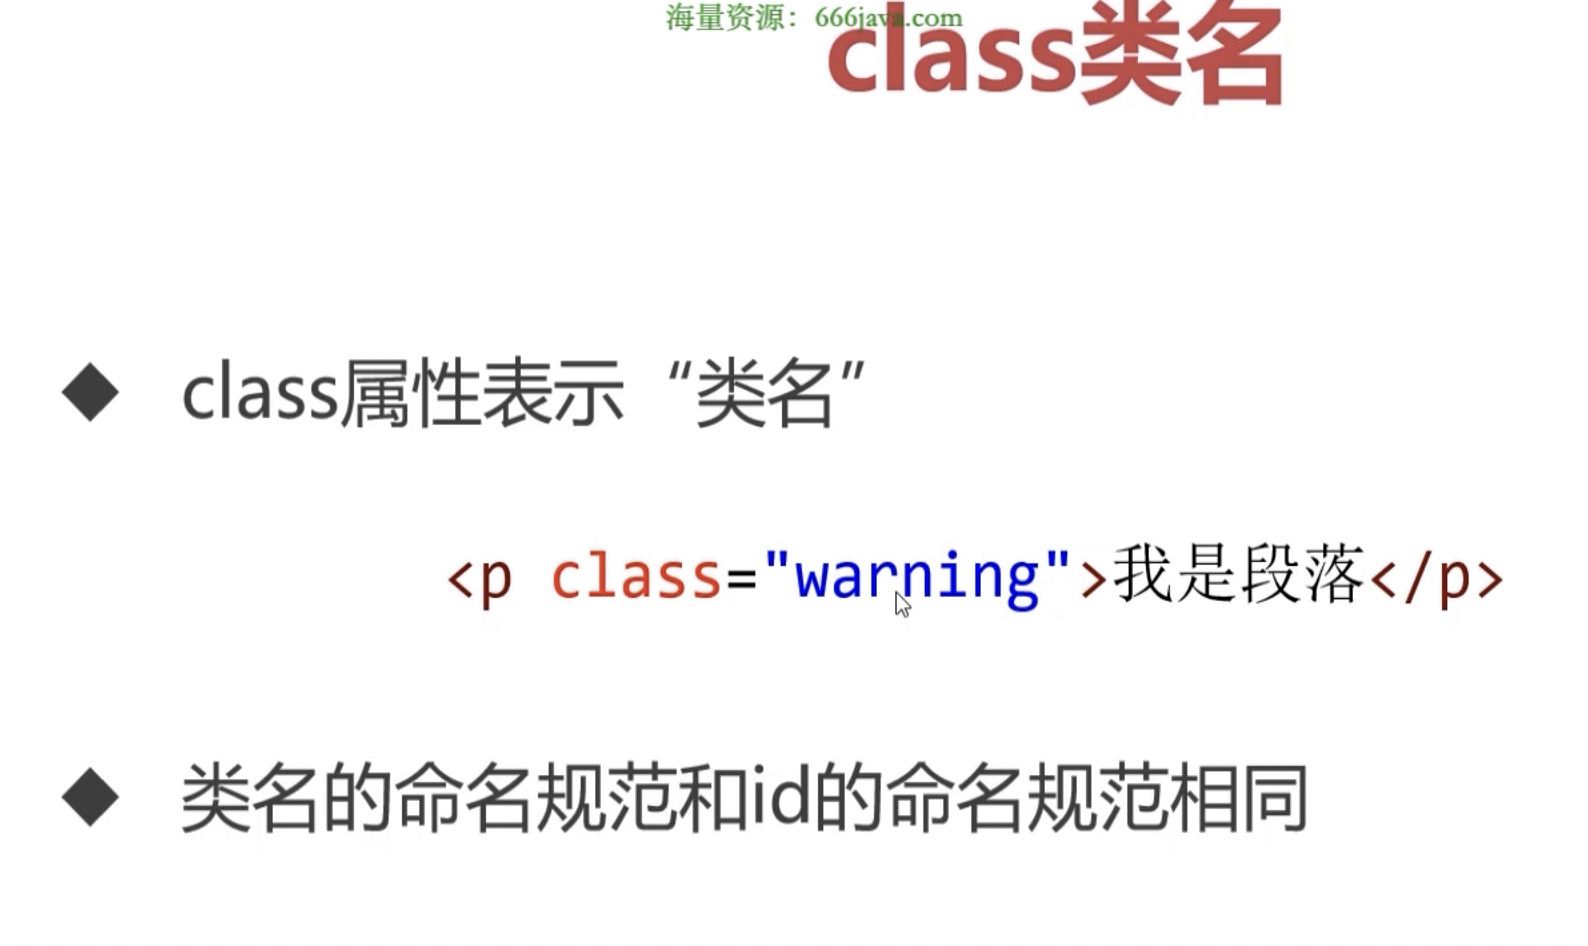 海量资源：666java.com
class类名
class属性表示“类名”
<p class="warning">我是段落</p>
类名的命名规范和id的命名规范相同